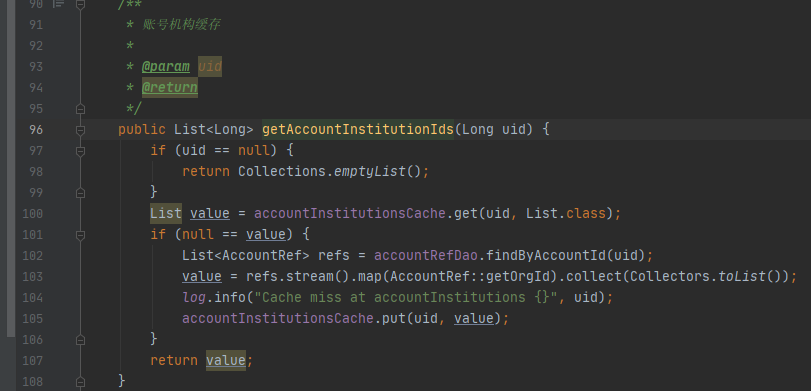 90 /**
91 * 账号机构缓存
92 *
93 * @param uid
94 * @return
95 */
96 public List<Long> getAccountInstitutionIds(Long uid) {
97 if (uid == null) {
98 return Collections.emptyList();
99 }
100 List value = accountInstitutionsCache.get(uid, List.class);
101 if (null == value) {
102 List<AccountRef> refs = accountRefDao.findByAccountId(uid);
103 value = refs.stream().map(AccountRef::getOrgId).collect(Collectors.toList());
104 log.info("Cache miss at accountInstitutions {}", uid);
105 accountInstitutionsCache.put(uid, value);
106 }
107 return value;
108 }